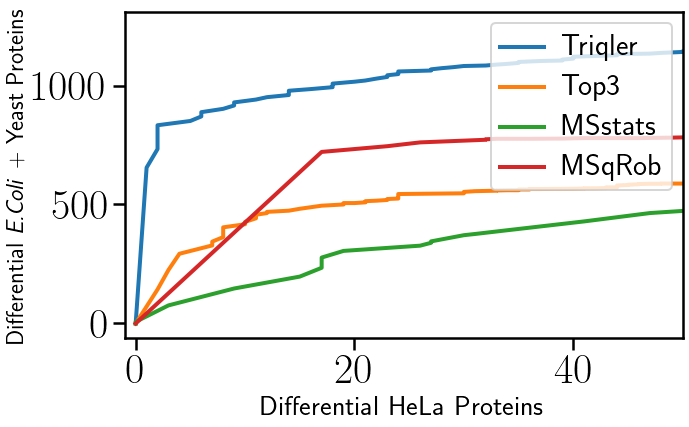 Differential E.Coli + Yeast Proteins
1000
500
0
Triqler
Top3
MSstats
MSqRob
0 20 40
Differential HeLa Proteins